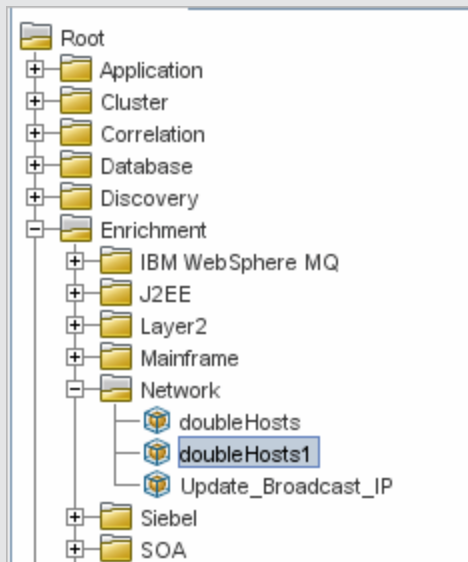 Root
Application
Cluster
Correlation
Database
Discovery
Enrichment
IBM WebSphere MQ
J2EE
Layer2
Mainframe
Network
doubleHosts
doubleHosts1
Update_Broadcast_IP
Siebel
SOA